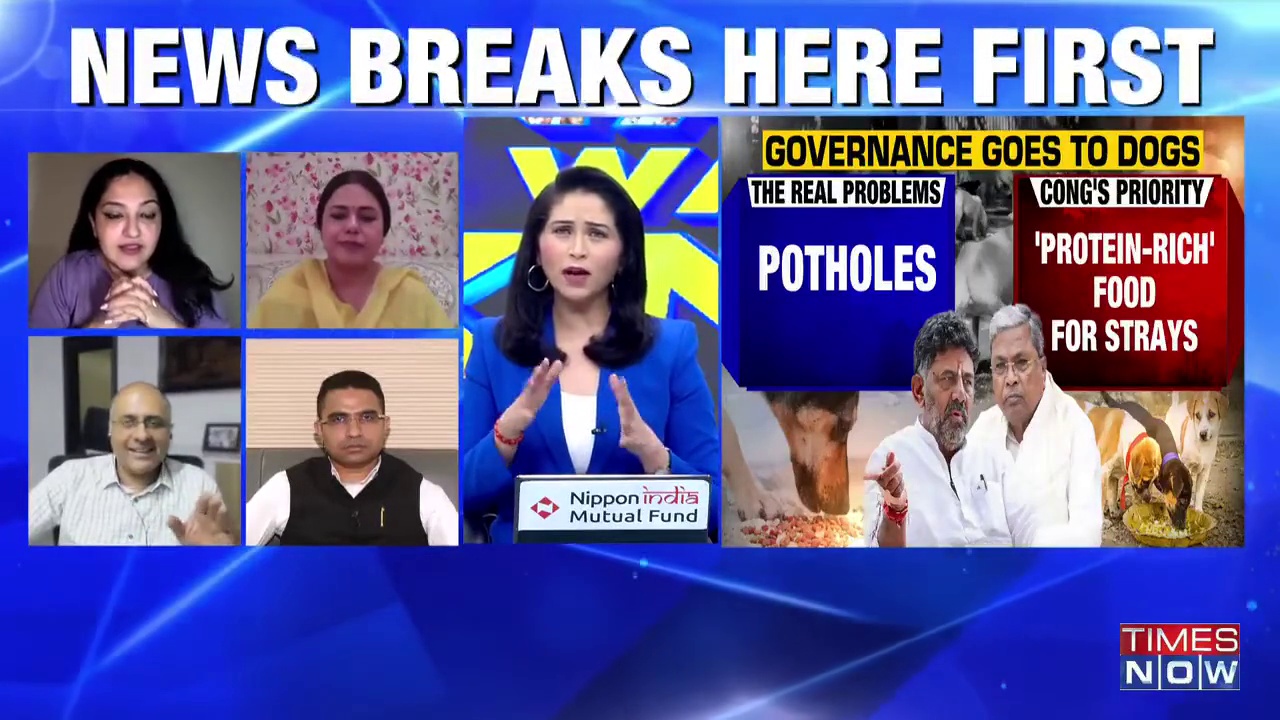 NEWS BREAKS HERE FIRST
GOVERNANCE GOES TO DOGS
THE REAL PROBLEMS
POTHOLES
CONG'S PRIORITY
'PROTEIN-RICH'
FOOD
FOR STRAYS
Nippon india
Mutual Fund
TIMES
NOW